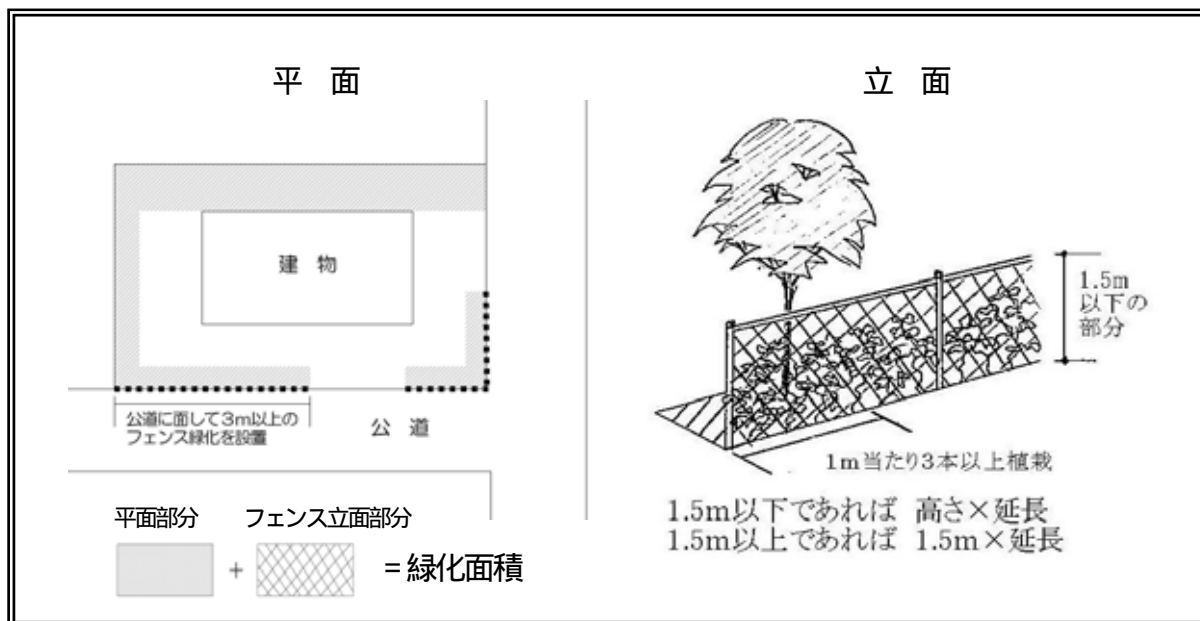 平　面
建　物
公道に面して3m以上の
フェンス緑化を設置
公　道
平面部分
フェンス立面部分
+
= 緑化面積
立　面
1.5m
以下の
部分
1m当たり3本以上植栽
1.5m以下であれば 高さ×延長
1.5m以上であれば 1.5m×延長